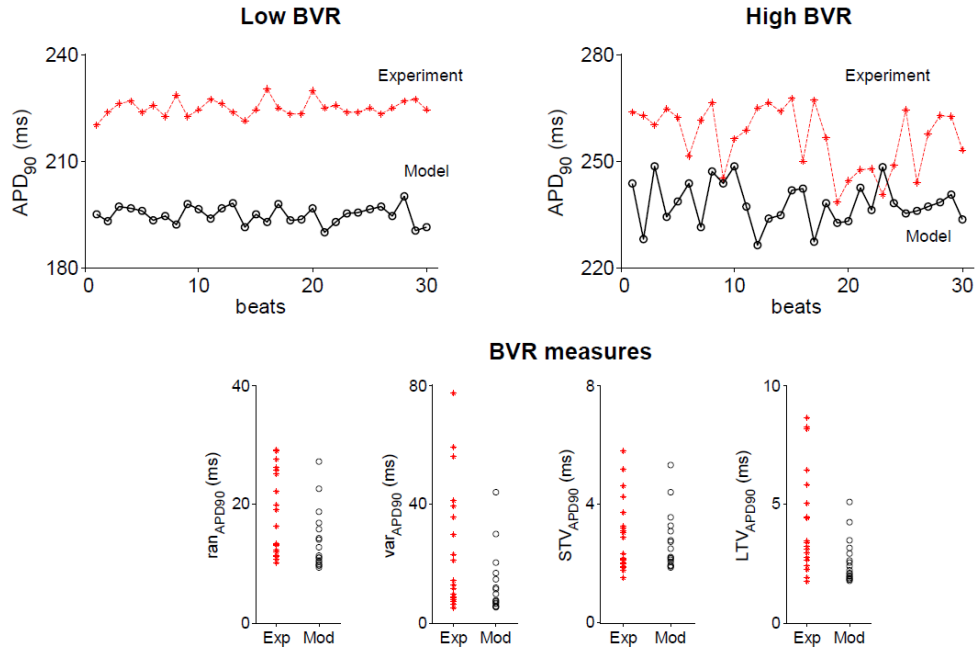 Low BVR
High BVR
240
210
180
APD90 (ms)
Experiment
Model
0
10
20
30
beats
280
250
220
APD90 (ms)
Experiment
Model
0
10
20
30
beats
BVR measures
40
20
0
ranAPD90 (ms)
Exp Mod
80
40
0
varAPD90 (ms)
Exp Mod
8
4
0
STVAPD90 (ms)
Exp Mod
10
5
0
LTVAPD90 (ms)
Exp Mod